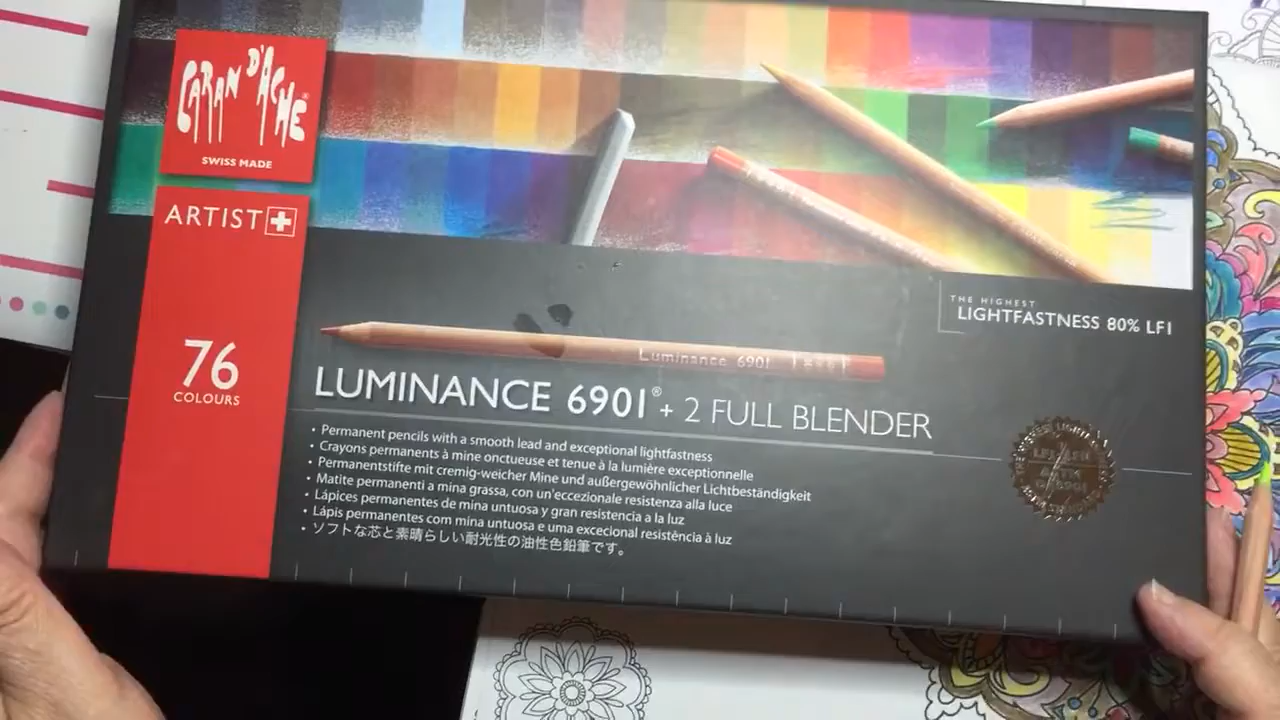 CARAN D'ACHE®
SWISS MADE
ARTIST
76
COLOURS
THE HIGHEST
LIGHTFASTNESS 80% LFI
Luminance 6901
LUMINANCE 6901® + 2 FULL BLENDER
• Permanent pencils with a smooth lead and exceptional lightfastness
• Crayons permanents à mine onctueuse et tenue à la lumière exceptionnelle
• Permanentstifte mit cremig-weicher Mine und außergewöhnlicher Lichtbeständigkeit
• Matite permanenti a mina grassa, con un'eccezionale resistenza alla luce
• Lápices permanentes de mina untuosa y gran resistencia a la luz
• Lápis permanentes com mina untuosa e uma excecional resistência à luz
• ソフトな芯と素晴らしい耐光性の油性色鉛筆です。